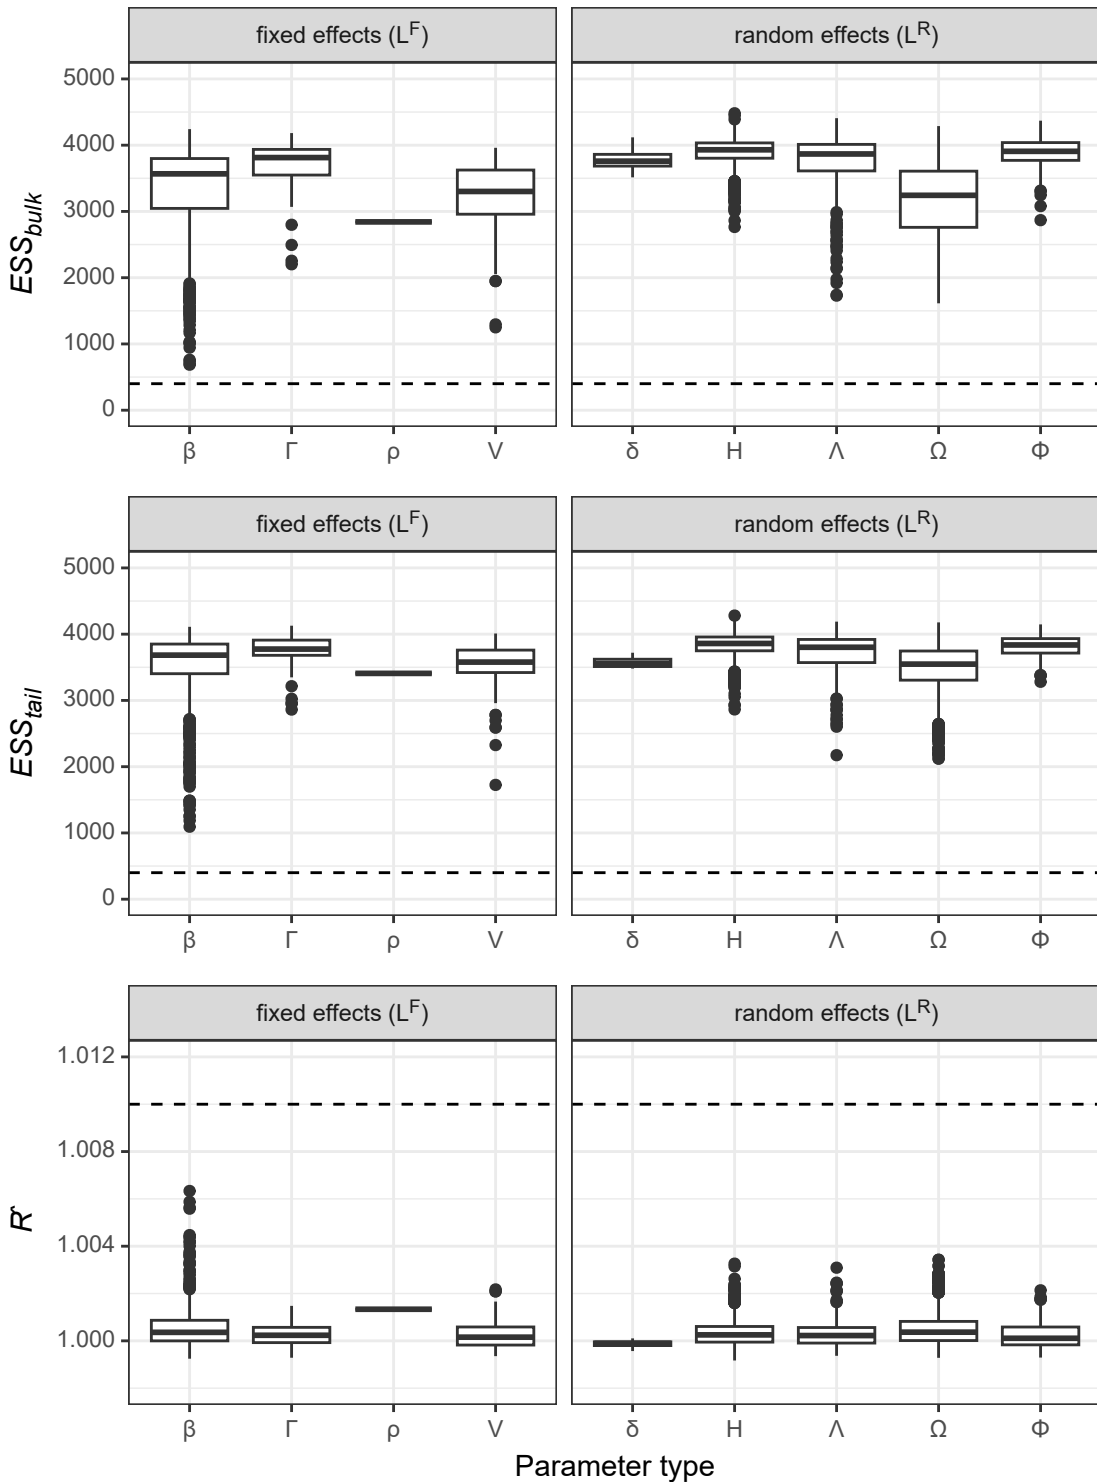 fixed effects (L^F) random effects (L^R)
5000
4000
3000
2000
1000
0
ESS_bulk
β Γ ρ V δ H Λ Ω Φ
fixed effects (L^F) random effects (L^R)
5000
4000
3000
2000
1000
0
ESS_tail
β Γ ρ V δ H Λ Ω Φ
fixed effects (L^F) random effects (L^R)
1.012
1.008
1.004
1.000
R̂
β Γ ρ V δ H Λ Ω Φ
Parameter type